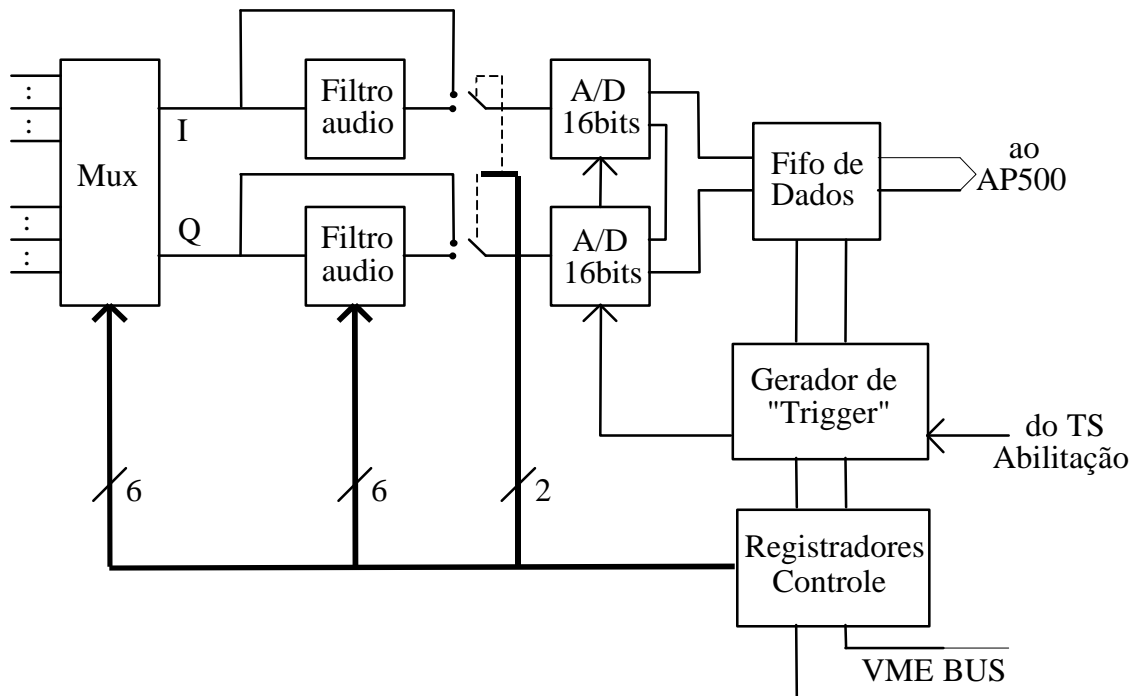 Filtro
audio
A/D
16bits
:
:
I
Mux
Fifo de
Dados
ao
AP500
Q
:
:
Filtro
audio
A/D
16bits
Gerador de
"Trigger"
do TS
Abilitação
6
6
2
Registradores
Controle
VME BUS